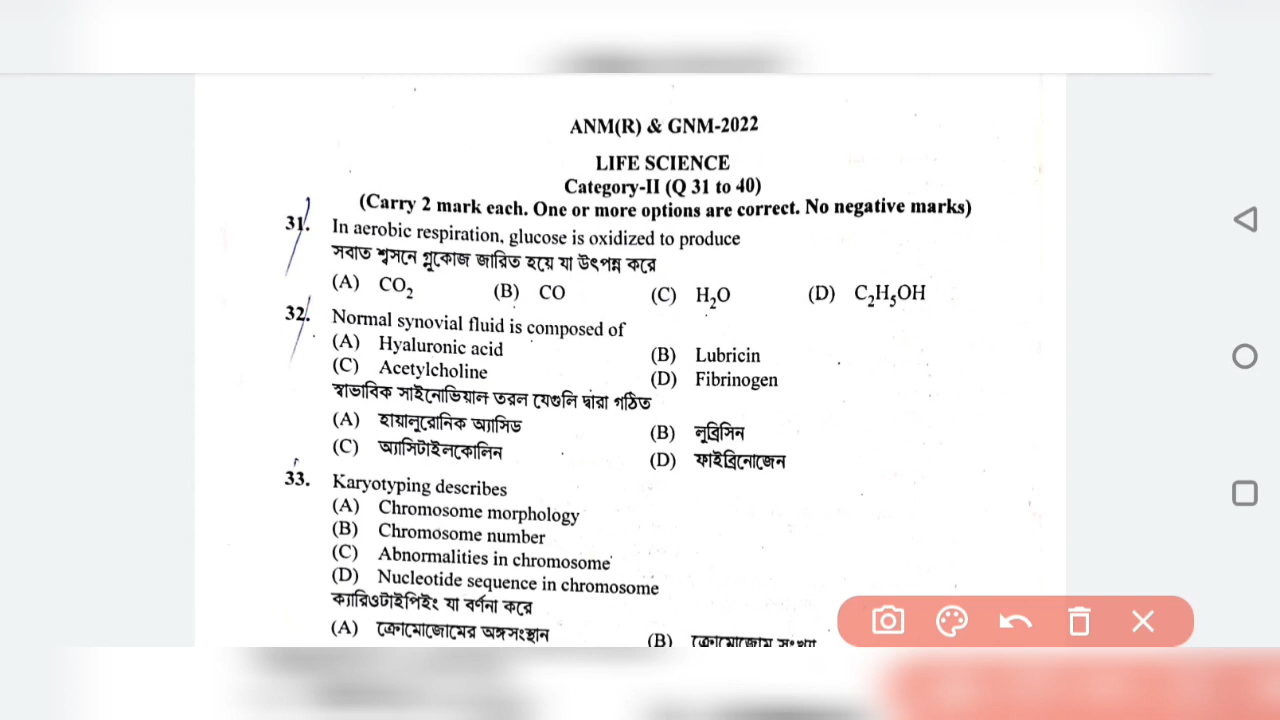 ANM(R) & GNM-2022
LIFE SCIENCE
Category-II (Q 31 to 40)
(Carry 2 mark each. One or more options are correct. No negative marks)
31. In aerobic respiration, glucose is oxidized to produce
সবাত শ্বসনে গ্লুকোজ জারিত হয়ে যা উৎপন্ন করে
(A) CO₂ (B) CO (C) H₂O (D) C₂H₅OH
32. Normal synovial fluid is composed of
(A) Hyaluronic acid (B) Lubricin
(C) Acetylcholine (D) Fibrinogen
স্বাভাবিক সাইনোভিয়াল তরল যেগুলি দ্বারা গঠিত
(A) হায়ালুরোনিক অ্যাসিড (B) লুব্রিসিন
(C) অ্যাসিটাইলকোলিন (D) ফাইব্রিনোজেন
33. Karyotyping describes
(A) Chromosome morphology
(B) Chromosome number
(C) Abnormalities in chromosome
(D) Nucleotide sequence in chromosome
ক্যারিওটাইপিইং যা বর্ণনা করে
(A) ক্রোমোজোমের অঙ্গসংস্থান (B) ক্রোমোজোম সংখ্যা